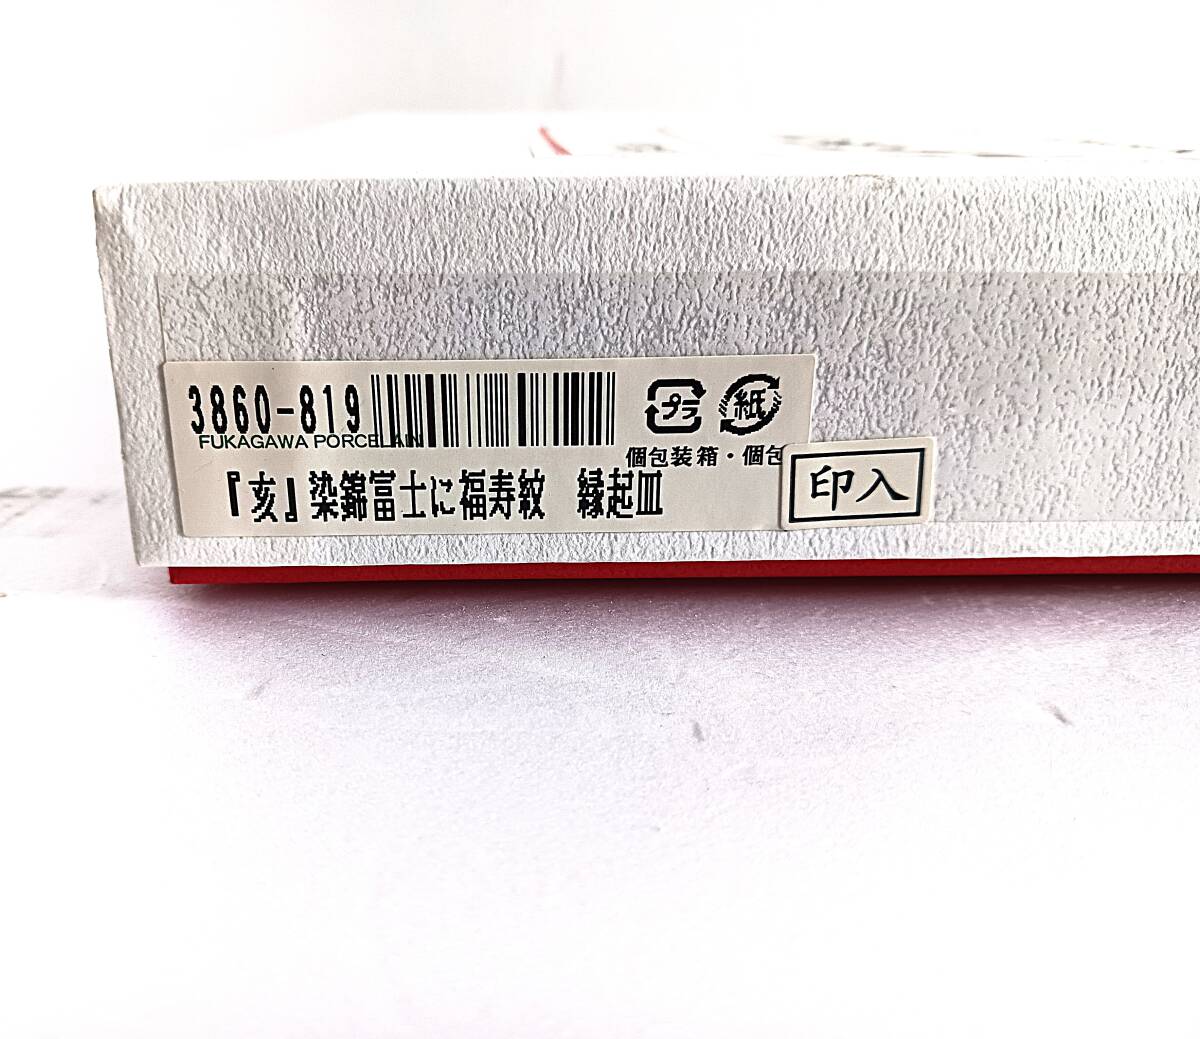 3860-819
FUKAGAWA PORCELAIN
プラ 紙
個包装箱・個包
『亥』染錦富士に福寿紋 縁起皿
印入